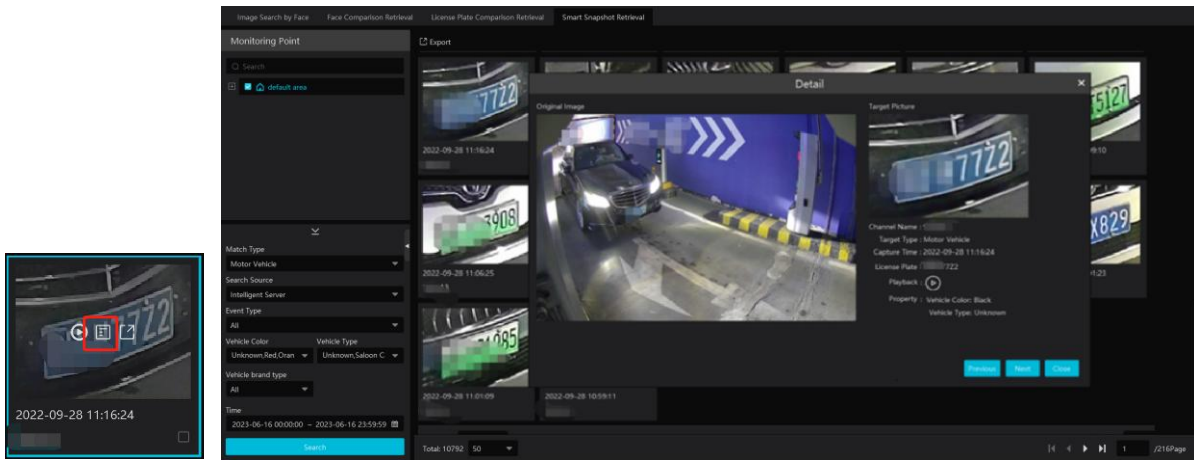 77Z2
2022-09-28 11:16:24
Image Search by Face
Face Comparison Retrieval
License Plate Comparison Retrieval
Smart Snapshot Retrieval
Monitoring Point
Export
Search
default area
Match Type
Motor Vehicle
Search Source
Intelligent Server
Event Type
All
Vehicle Color Vehicle Type
Unknown,Red,Oran Unknown,Saloon C
Vehicle brand type
All
Time
2023-06-16 00:00:00 ~ 2023-06-16 23:59:59
Search
77Z2
2022-09-28 11:16:24
2022-09-28 11:06:25
2022-09-28 11:01:09
2022-09-28 10:59:11
Detail
Original Image
Target Picture
77Z2
Channel Name :
Target Type : Motor Vehicle
Capture Time : 2022-09-28 11:16:24
License Plate : 77Z2
Playback :
Property : Vehicle Color: Black
Vehicle Type: Unknown
Previous Next Close
X829
Total: 10792 50
1 /216Page